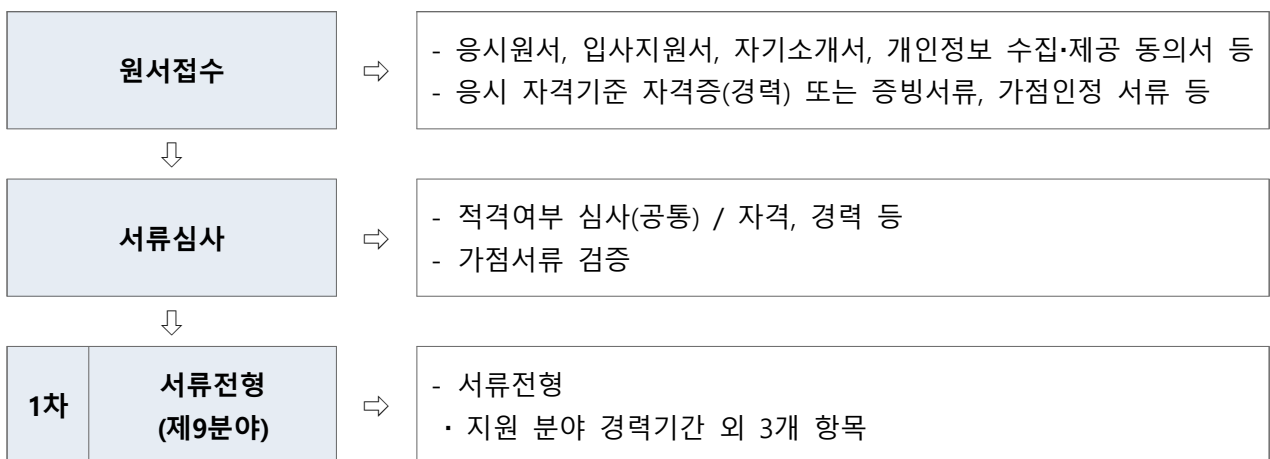 원서접수
⇨
- 응시원서, 입사지원서, 자기소개서, 개인정보 수집·제공 동의서 등
- 응시 자격기준 자격증(경력) 또는 증빙서류, 가점인정 서류 등
⇩
서류심사
⇨
- 적격여부 심사(공통) / 자격, 경력 등
- 가점서류 검증
⇩
1차
서류전형
(제9분야)
⇨
- 서류전형
· 지원 분야 경력기간 외 3개 항목